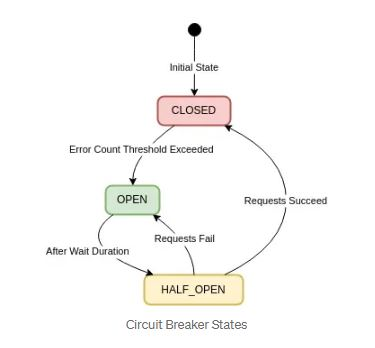 Initial State
CLOSED
Error Count Threshold Exceeded
OPEN
Requests Succeed
Requests Fail
After Wait Duration
HALF_OPEN
Circuit Breaker States